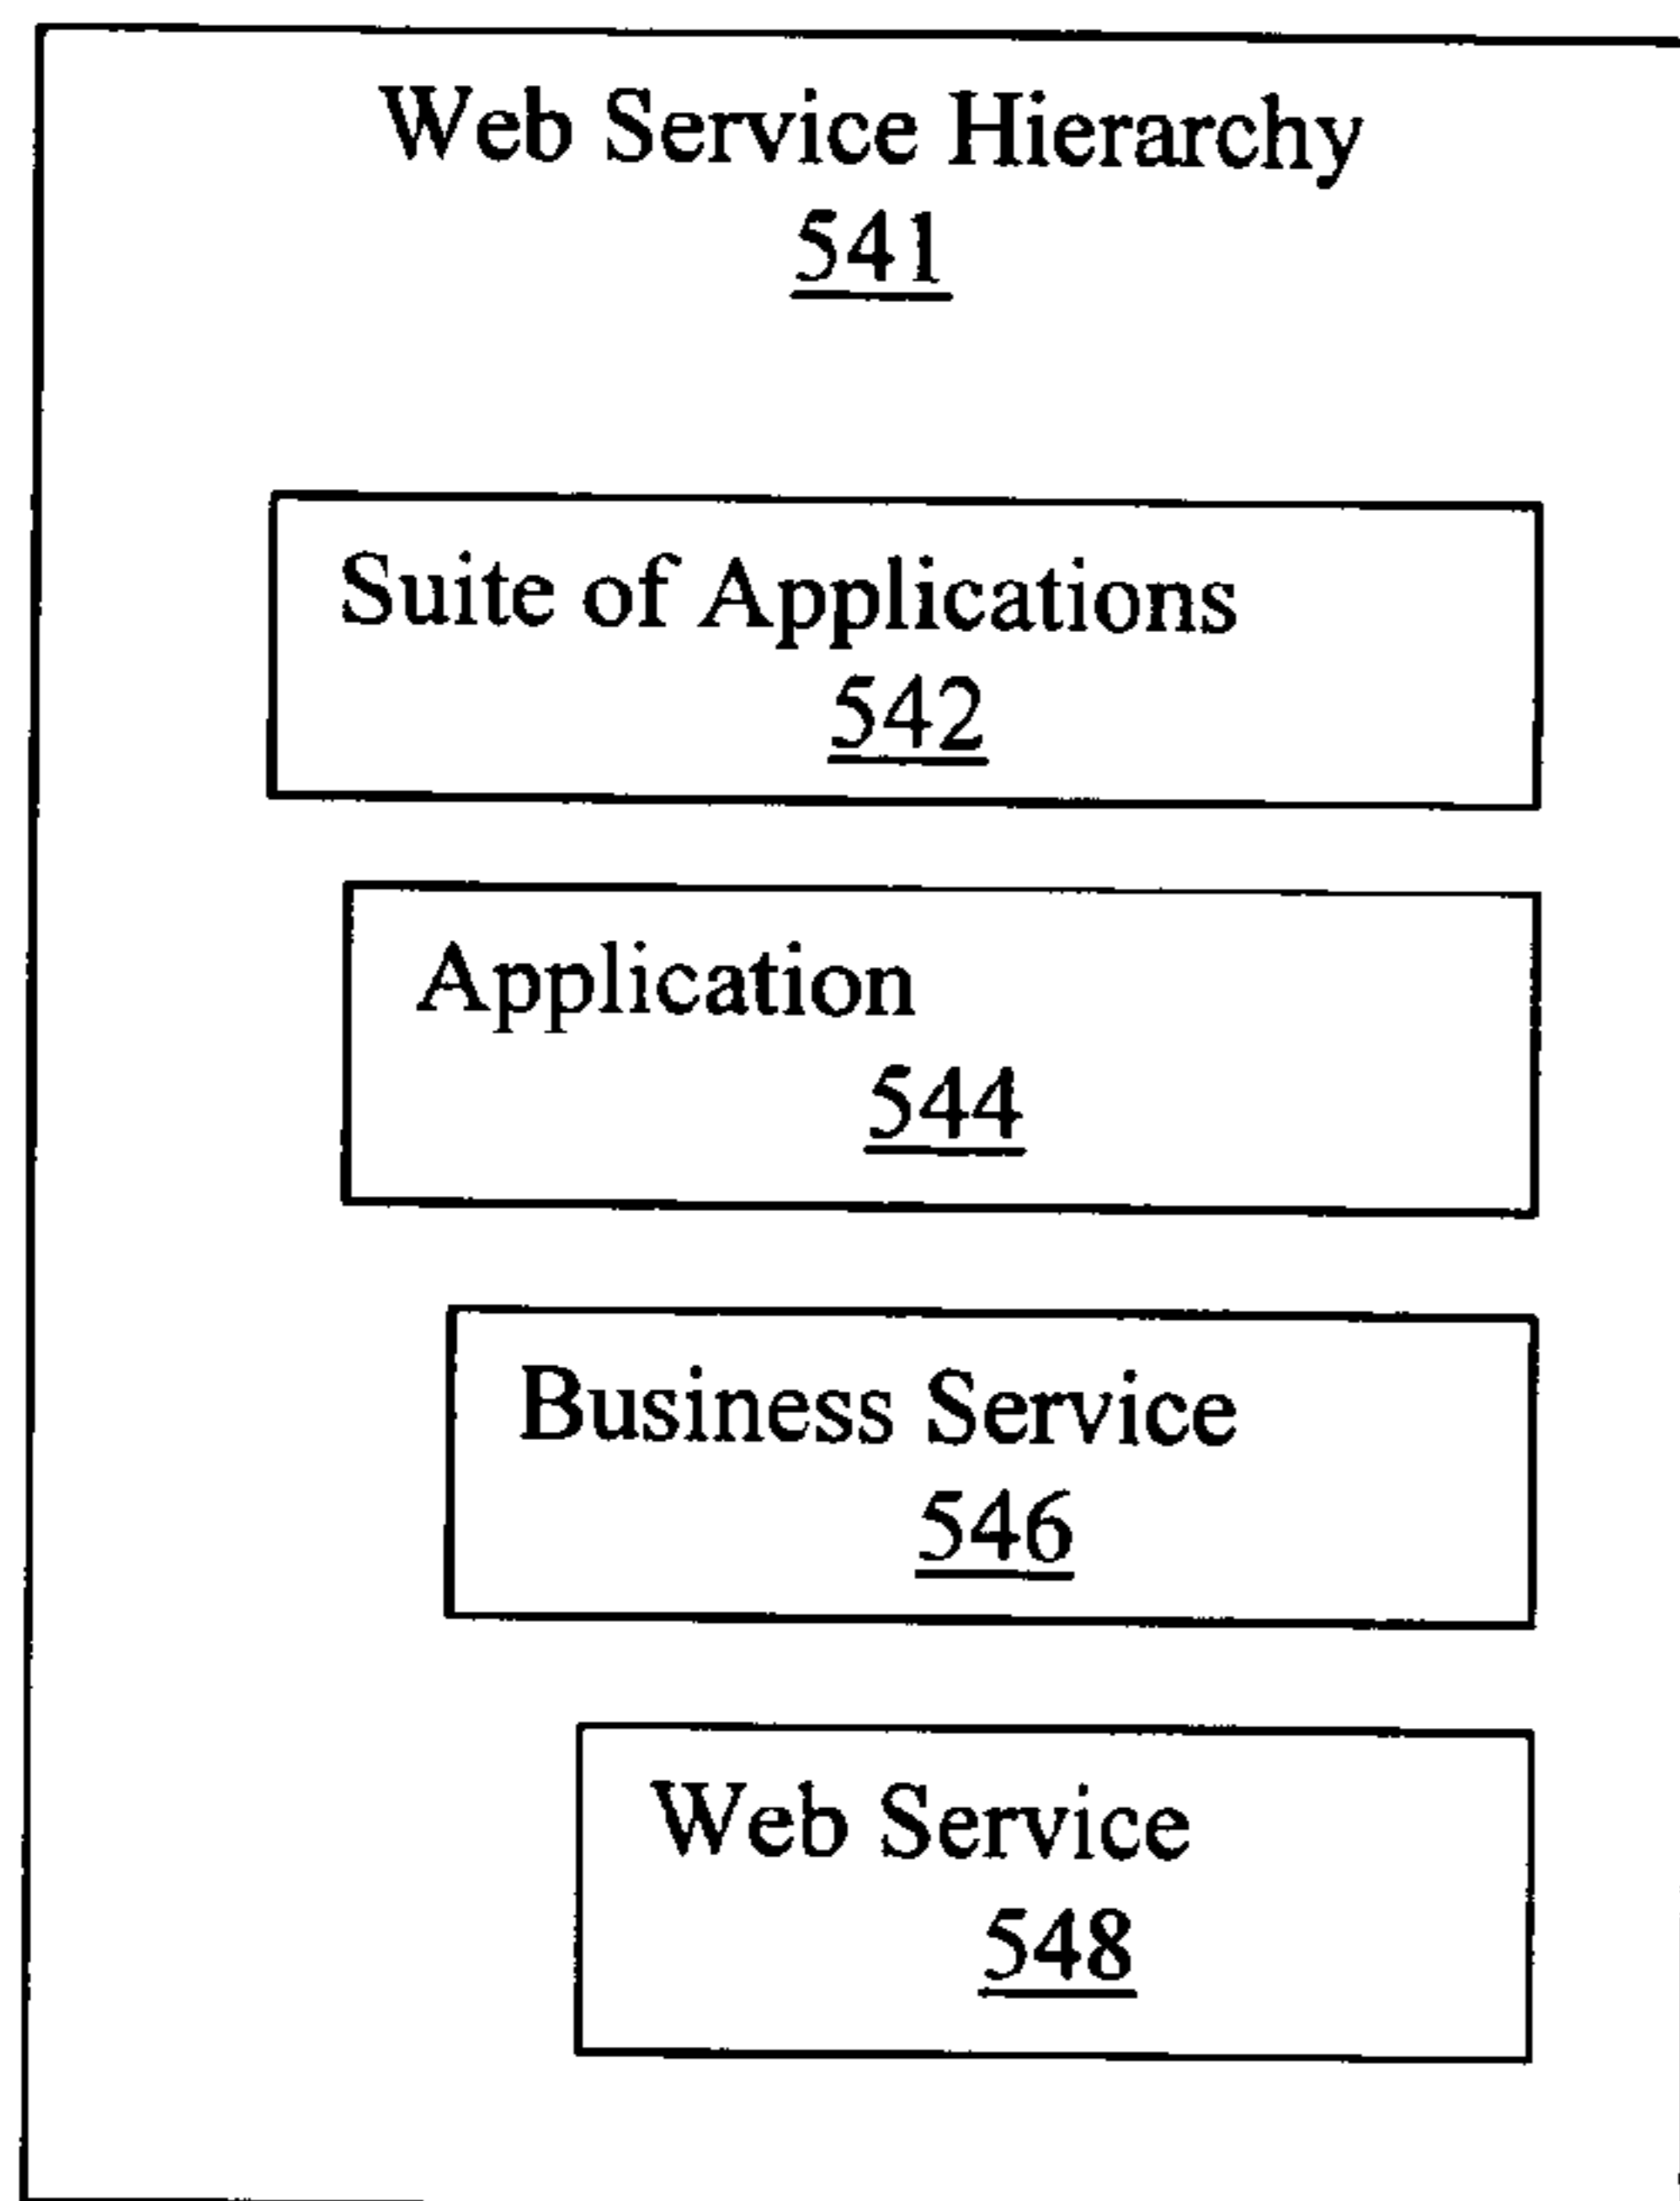 Web Service Hierarchy
541
Suite of Applications
542
Application
544
Business Service
546
Web Service
548